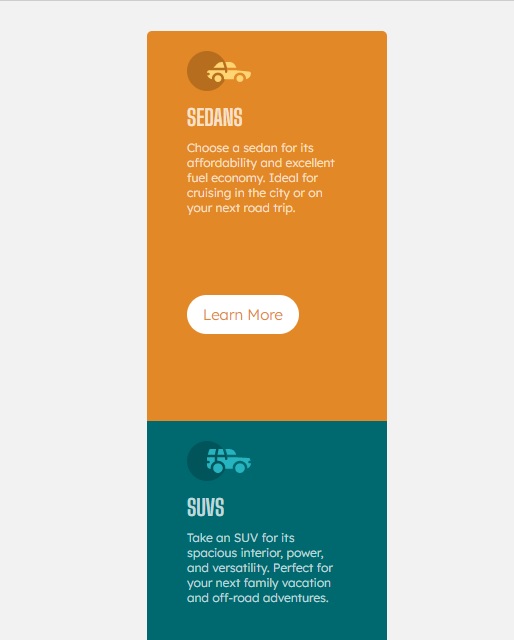 SEDANS
Choose a sedan for its
affordability and excellent
fuel economy. Ideal for
cruising in the city or on
your next road trip.
Learn More
SUVS
Take an SUV for its
spacious interior, power,
and versatility. Perfect for
your next family vacation
and off-road adventures.